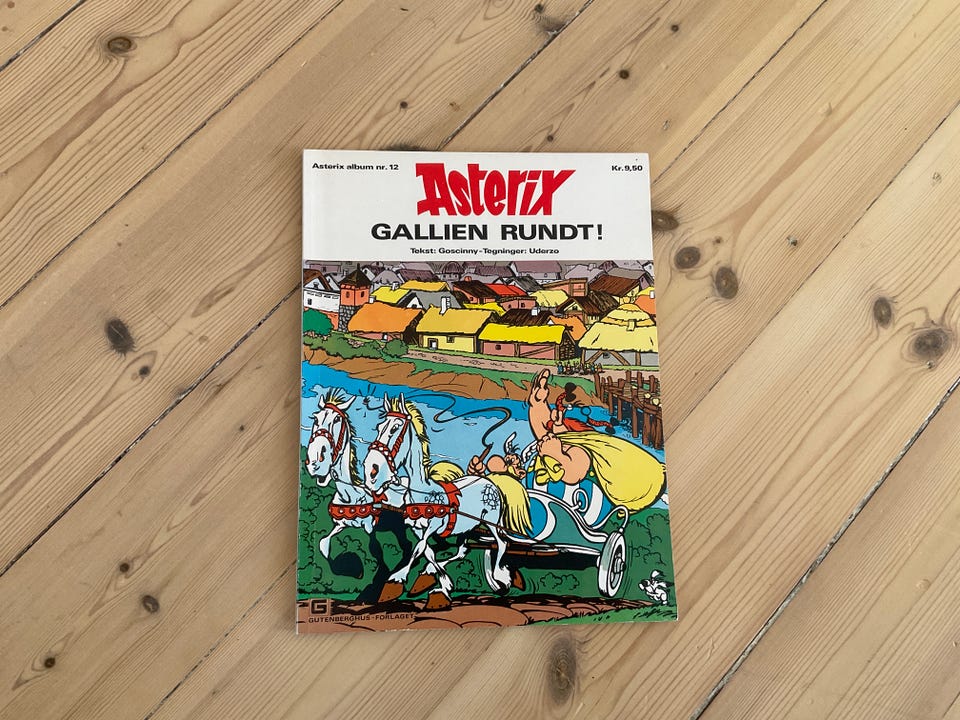 Asterix album nr. 12
Asterix
Kr. 9,50
GALLIEN RUNDT!
Tekst: Goscinny - Tegninger: Uderzo
G
GUTENBERGHUS-FORLAGET